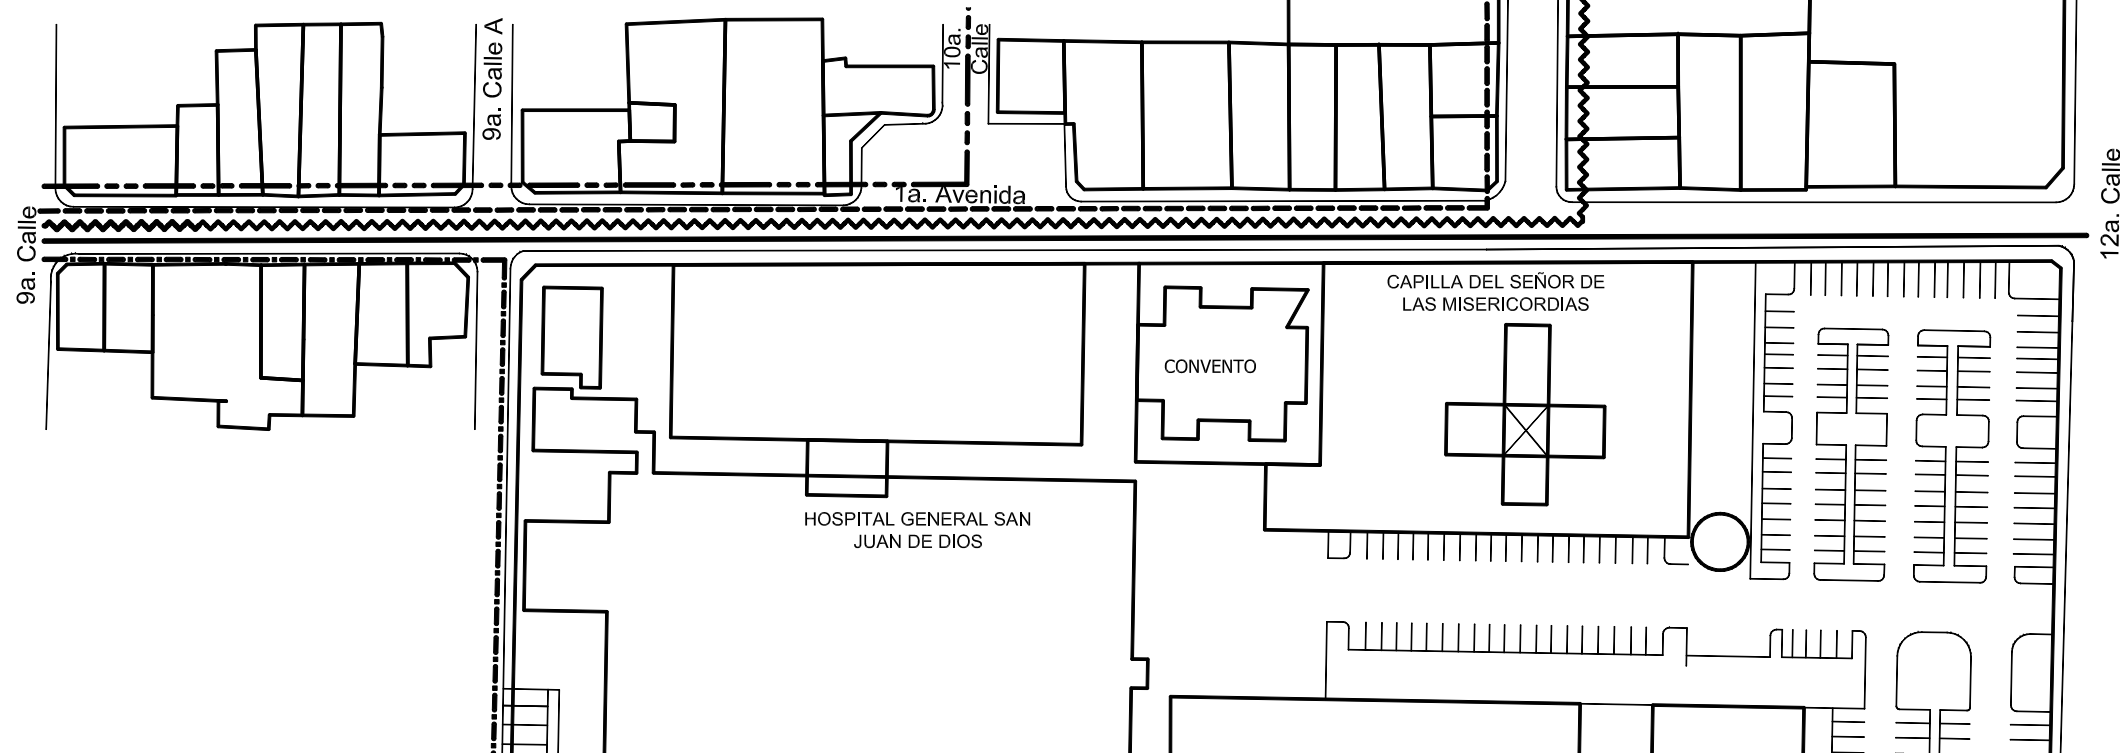 9a. Calle A
10a.
Calle
1a. Avenida
9a. Calle
12a. Calle
CAPILLA DEL SEÑOR DE
LAS MISERICORDIAS
CONVENTO
HOSPITAL GENERAL SAN
JUAN DE DIOS